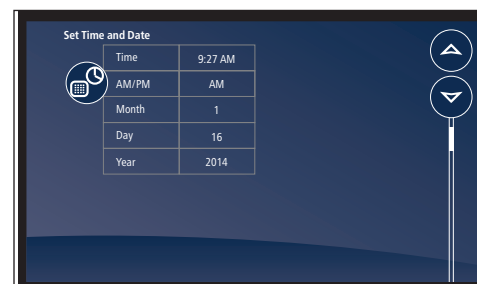 Set Time and Date
Time 9:27 AM
AM/PM AM
Month 1
Day 16
Year 2014